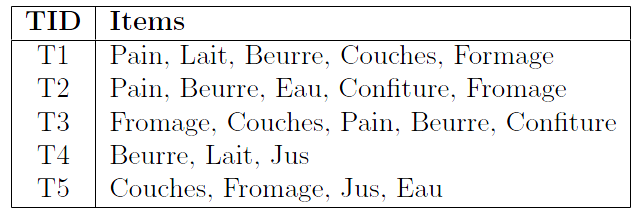 TID Items
T1 Pain, Lait, Beurre, Couches, Formage
T2 Pain, Beurre, Eau, Confiture, Fromage
T3 Fromage, Couches, Pain, Beurre, Confiture
T4 Beurre, Lait, Jus
T5 Couches, Fromage, Jus, Eau